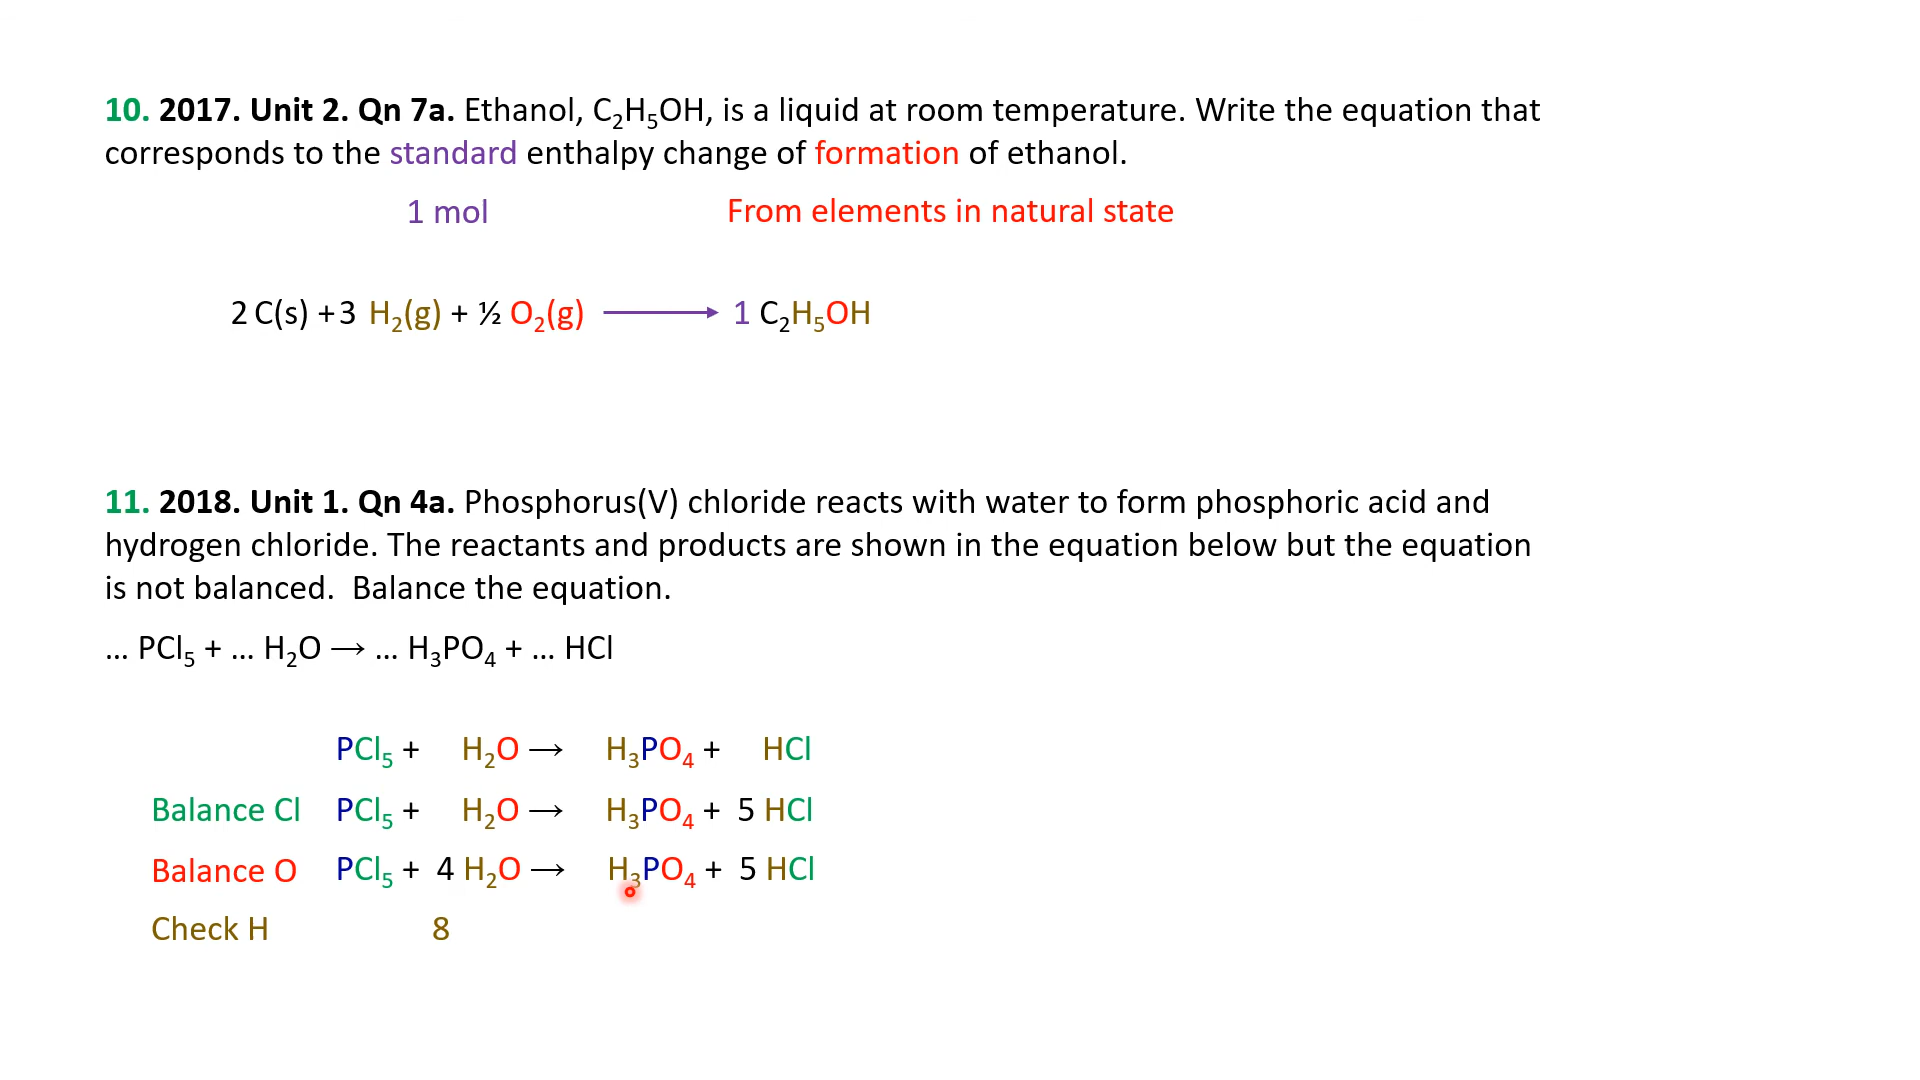 10. 2017. Unit 2. Qn 7a. Ethanol, C₂H₅OH, is a liquid at room temperature. Write the equation that
corresponds to the standard enthalpy change of formation of ethanol.
1 mol From elements in natural state
2 C(s) + 3 H₂(g) + ½ O₂(g) ⟶ 1 C₂H₅OH
11. 2018. Unit 1. Qn 4a. Phosphorus(V) chloride reacts with water to form phosphoric acid and
hydrogen chloride. The reactants and products are shown in the equation below but the equation
is not balanced. Balance the equation.
... PCl₅ + ... H₂O → ... H₃PO₄ + ... HCl
PCl₅ + H₂O → H₃PO₄ + HCl
Balance Cl PCl₅ + H₂O → H₃PO₄ + 5 HCl
Balance O PCl₅ + 4 H₂O → H₃PO₄ + 5 HCl
Check H 8